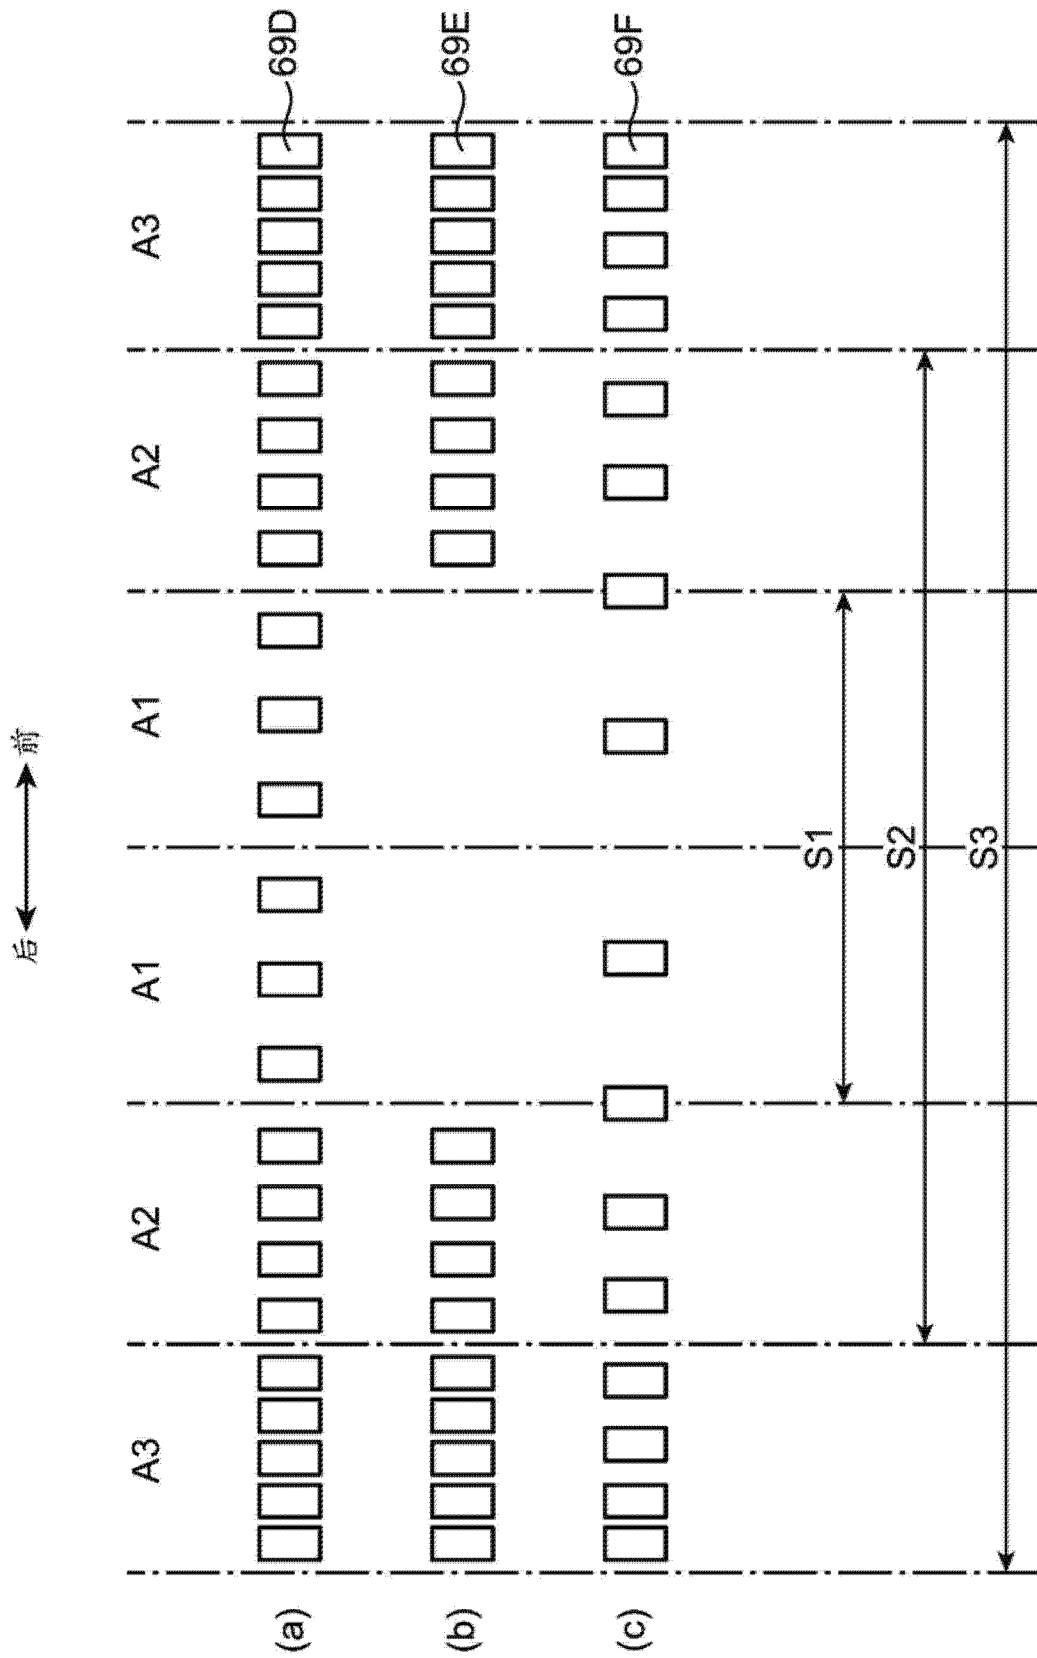 后 前
A3 A2 A1 A1 A2 A3
(a) 69D
(b) 69E
(c) 69F
S1
S2
S3